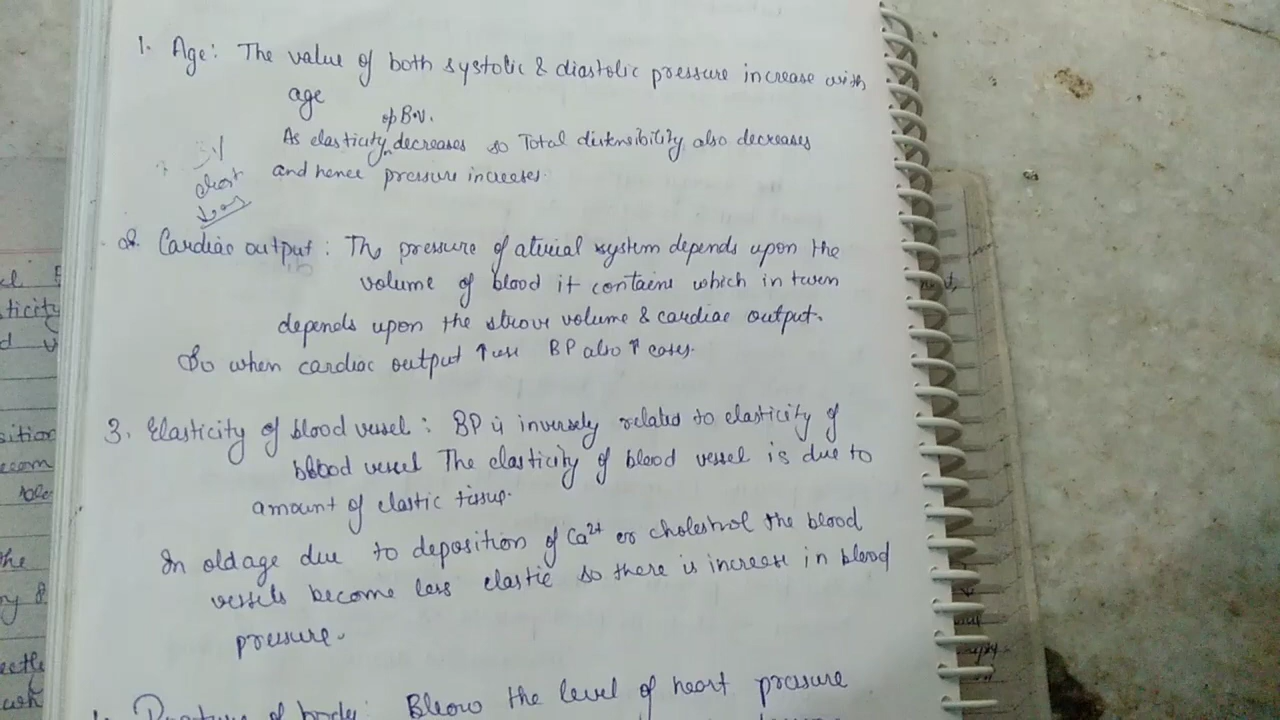 1. Age: The value of both systolic & diastolic pressure increase with
age
of B.V.
As elasticity decreases so Total distensibility also decreases
and hence pressure increases.
2. Cardiac output: The pressure of aterial system depends upon the
volume of blood it contains which in turn
depends upon the strove volume & cardiac output.
So when cardiac output ↑ese BP also ↑ cases.
3. Elasticity of blood vessel: BP is inversely related to elasticity of
blood vessel The elasticity of blood vessel is due to
amount of elastic tissue.
In old age due to deposition of Ca2+ or cholestrol the blood
vessels become less elastic so there is increase in blood
pressure.
of body: Bleow the level of heart pressure